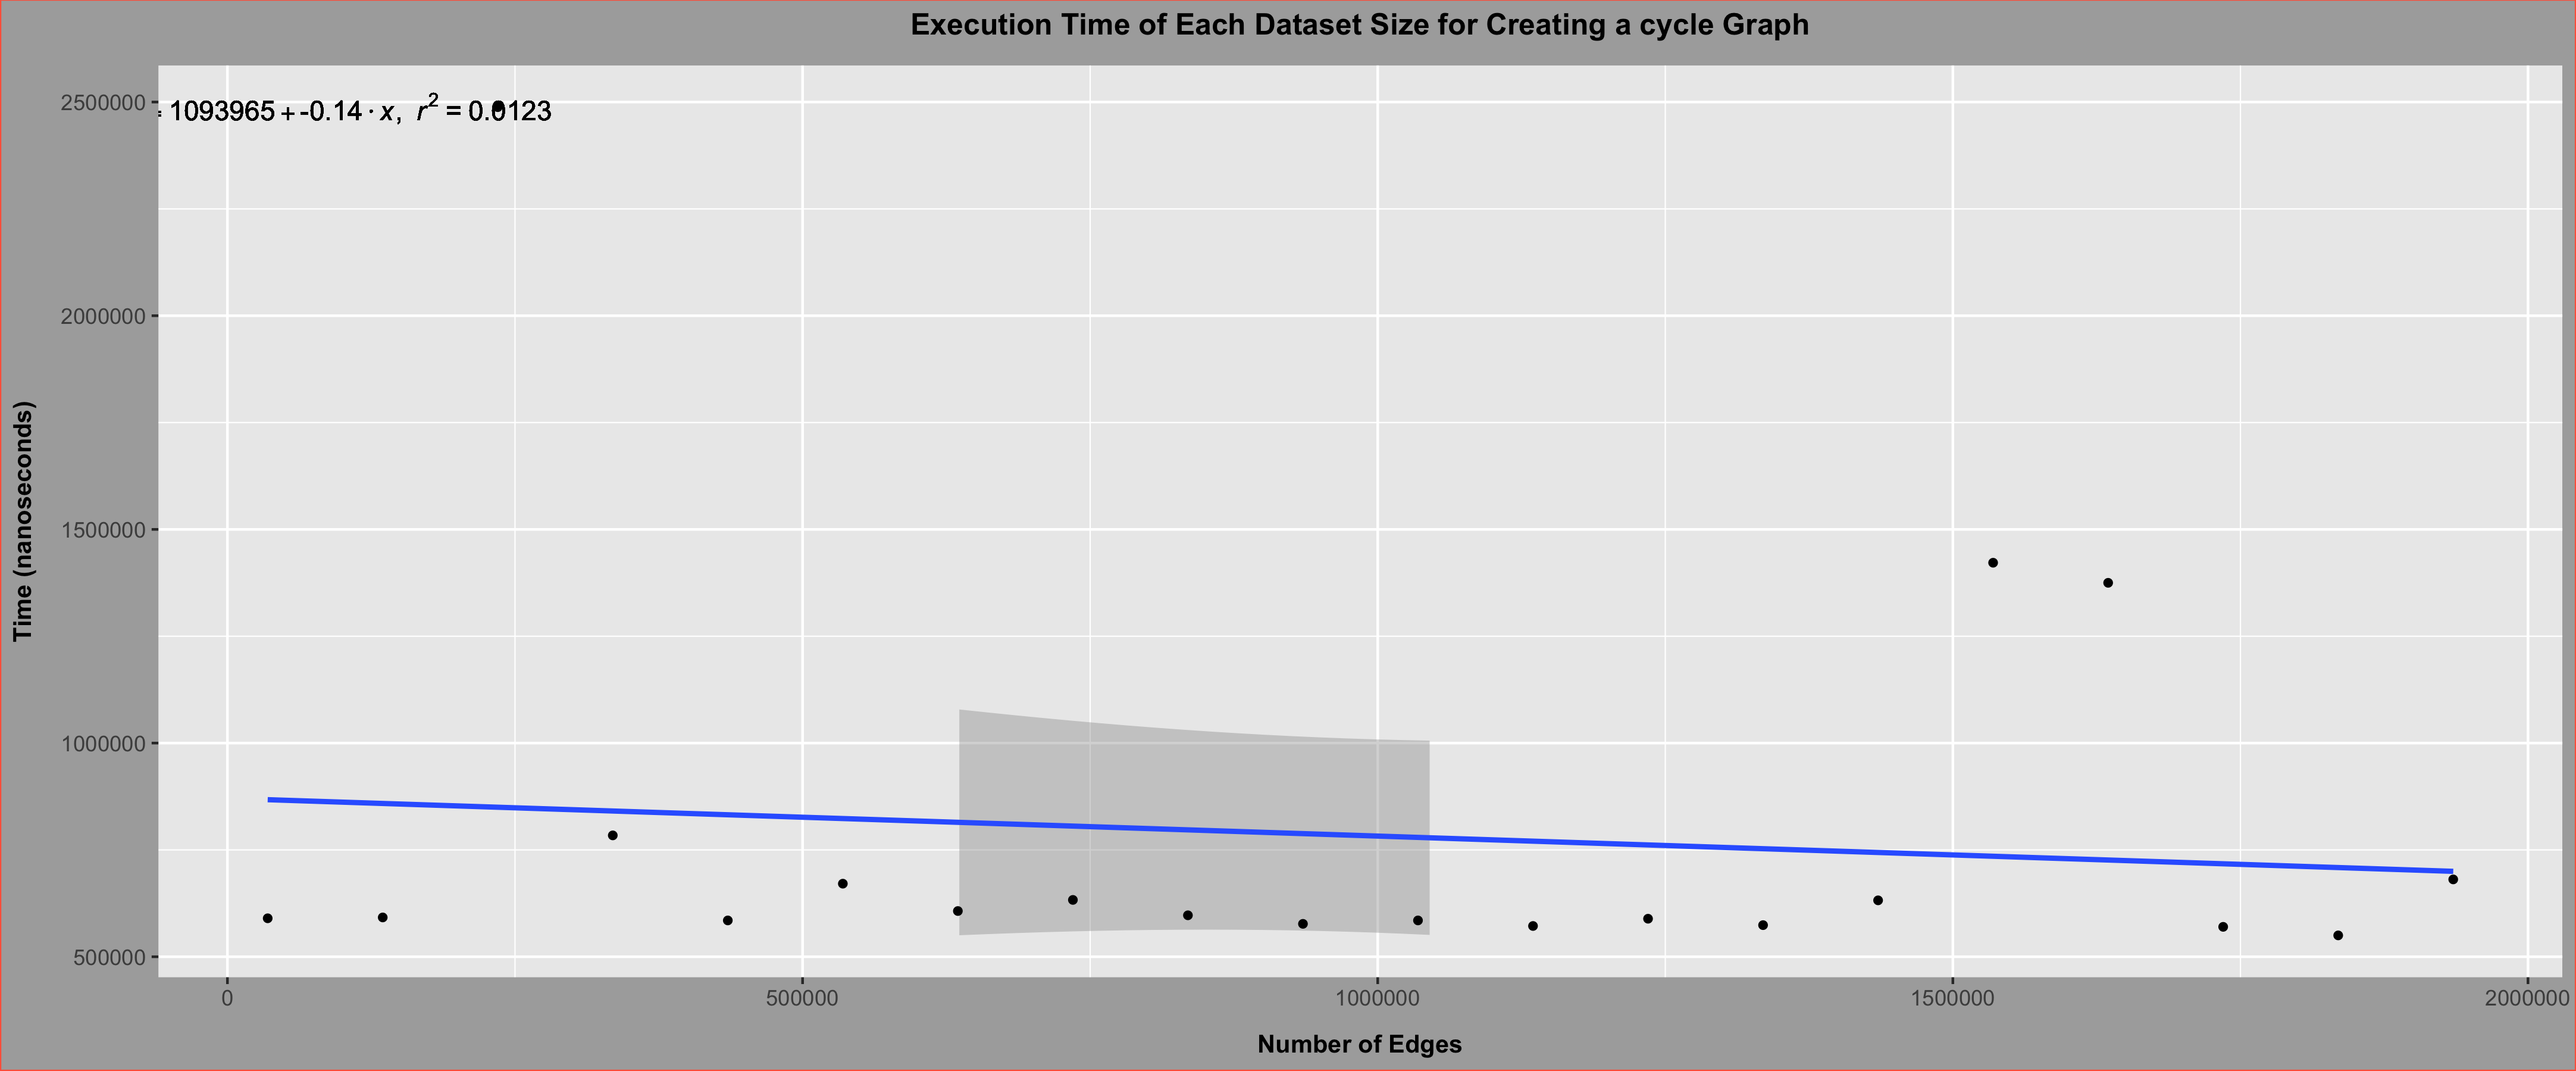 Execution Time of Each Dataset Size for Creating a cycle Graph
= 1093965 + -0.14 · x, r² = 0.0123
2500000
2000000
1500000
1000000
500000
Time (nanoseconds)
0 500000 1000000 1500000 2000000
Number of Edges